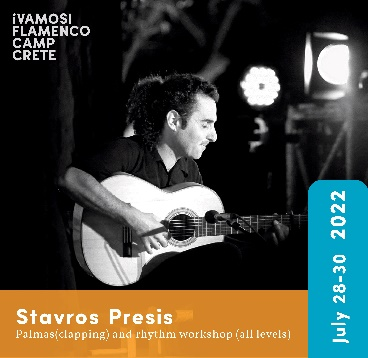 ¡VAMOS!
FLAMENCO
CAMP
CRETE
July 28-30 2022
Stavros Presis
Palmas(clapping) and rhythm workshop (all levels)